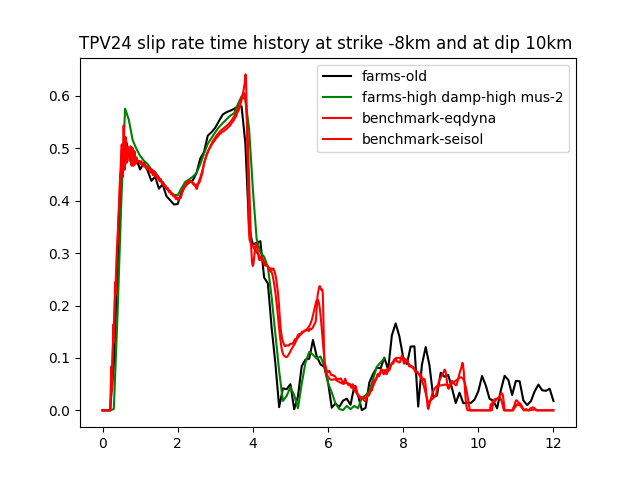 TPV24 slip rate time history at strike -8km and at dip 10km
farms-old
farms-high damp-high mus-2
benchmark-eqdyna
benchmark-seisol
0.6
0.5
0.4
0.3
0.2
0.1
0.0
0 2 4 6 8 10 12